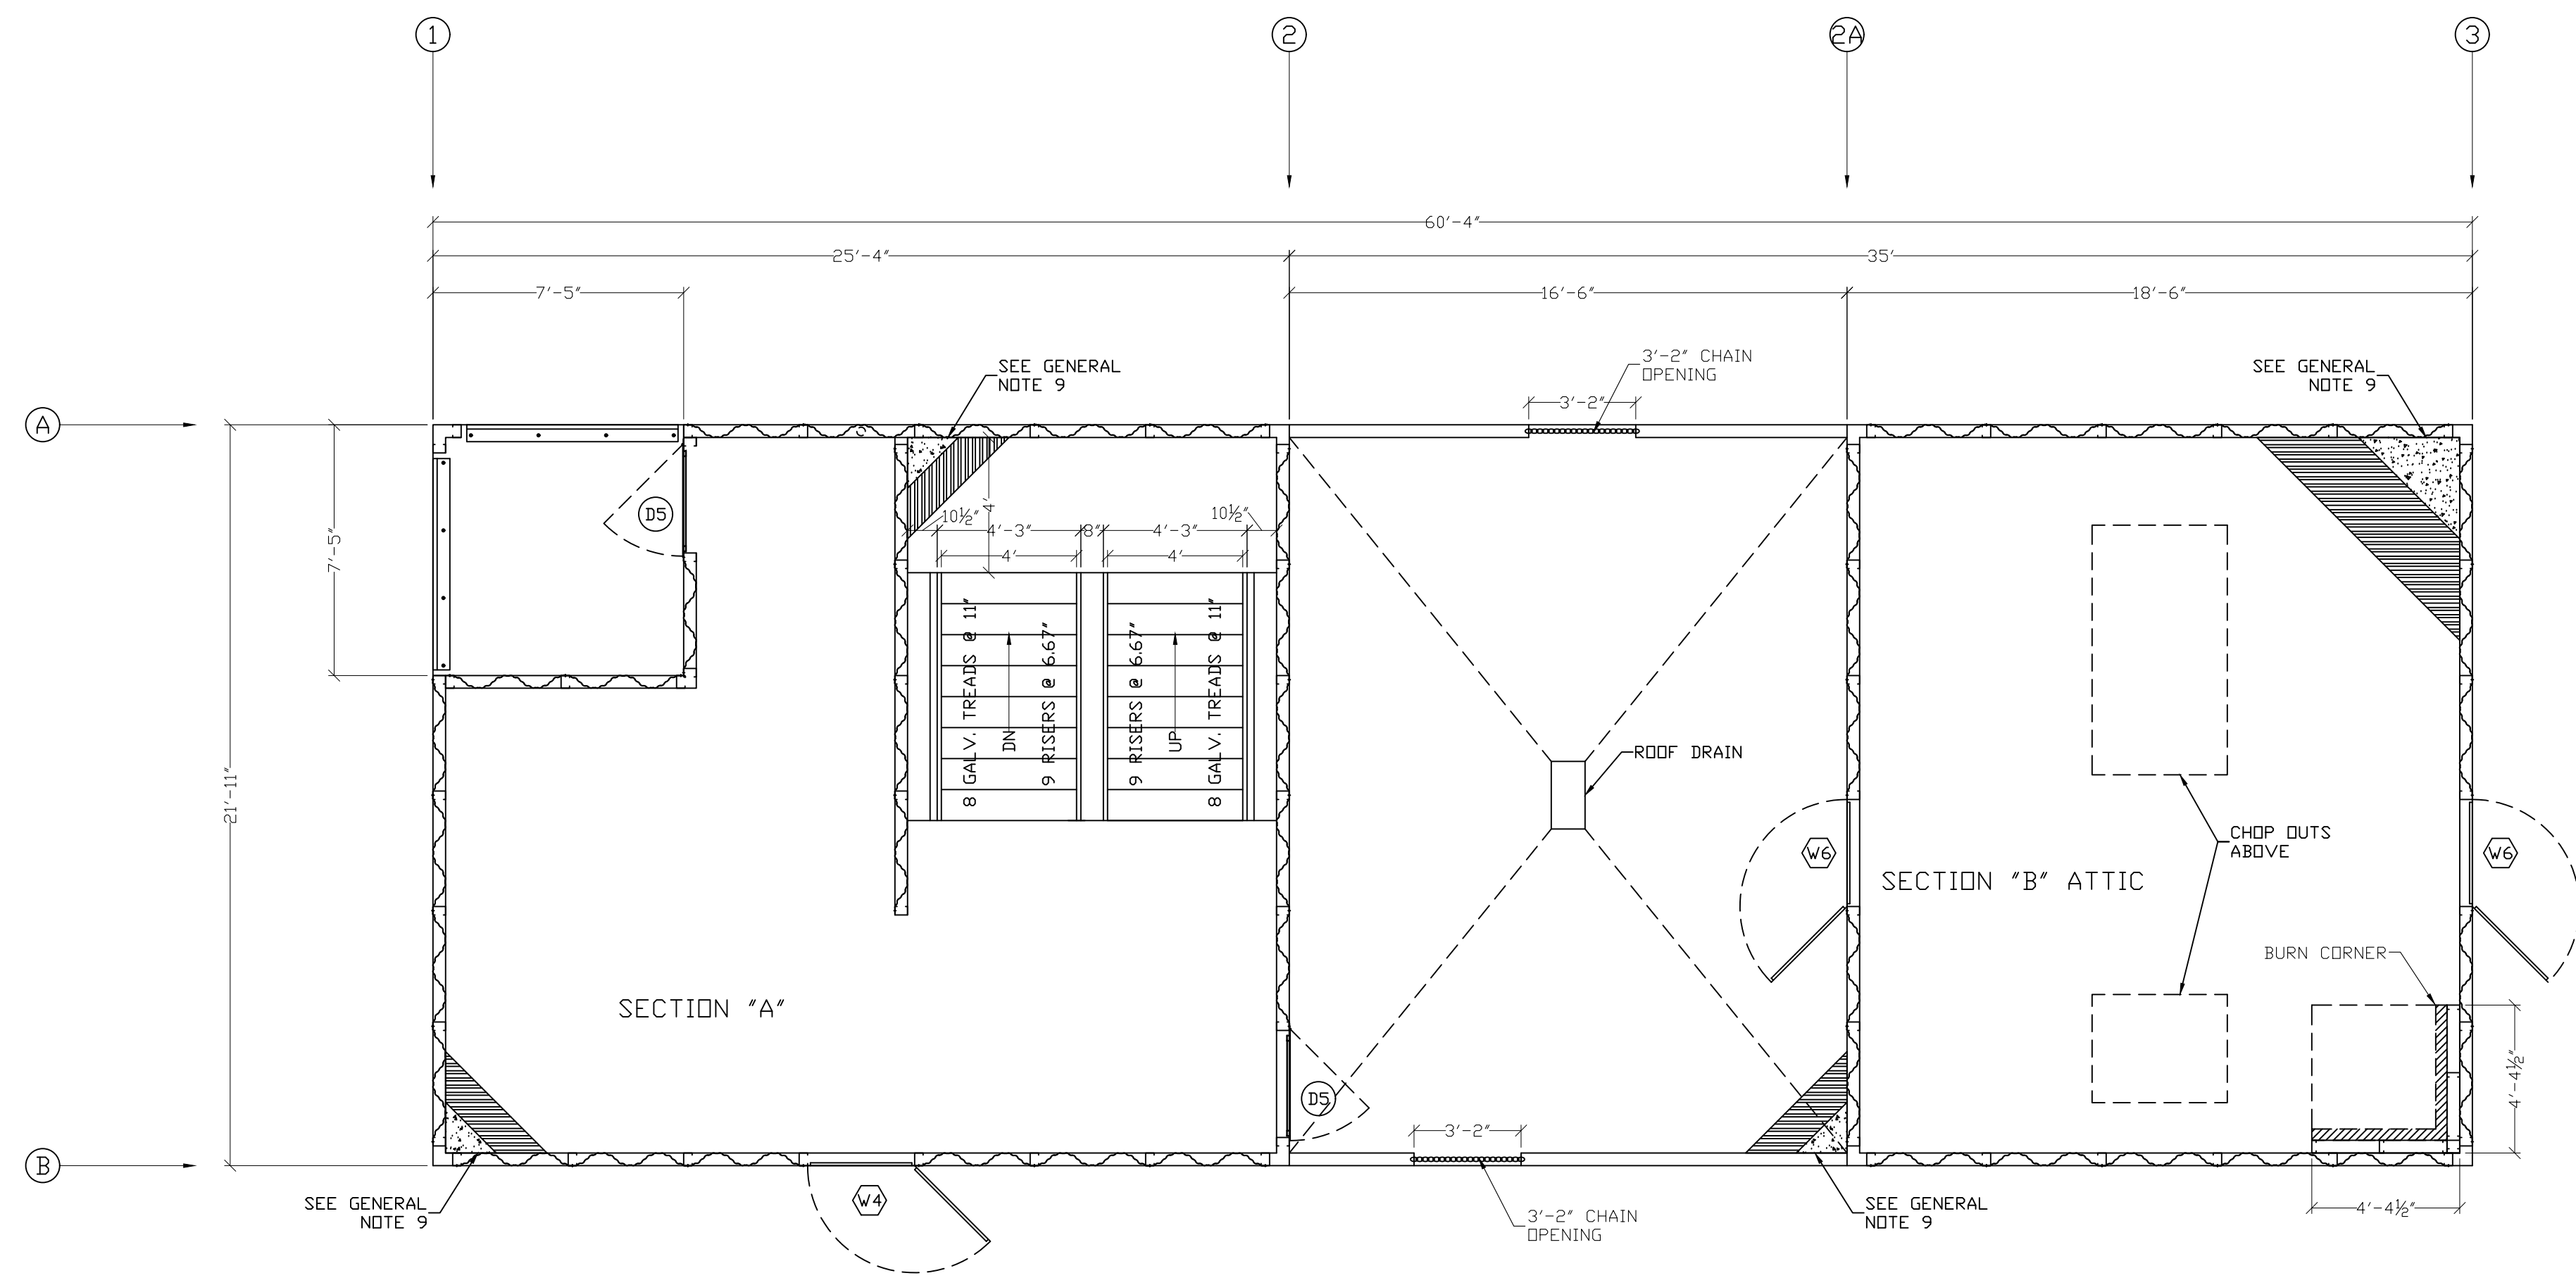 1
2
2A
3
60'-4"
25'-4"
35'
7'-5"
16'-6"
18'-6"
SEE GENERAL
NOTE 9
3'-2" CHAIN
OPENING
SEE GENERAL
NOTE 9
3'-2"
A
D5
7'-5"
21'-11"
4'
10½"
4'-3"
8"
4'-3"
10½"
4'
4'
8 GALV. TREADS @ 11"
DN
9 RISERS @ 6.67"
9 RISERS @ 6.67"
UP
8 GALV. TREADS @ 11"
ROOF DRAIN
CHOP OUTS
ABOVE
W6
W6
SECTION "B" ATTIC
BURN CORNER
SECTION "A"
D5
4'-4½"
3'-2"
B
SEE GENERAL
NOTE 9
W4
3'-2" CHAIN
OPENING
SEE GENERAL
NOTE 9
4'-4½"